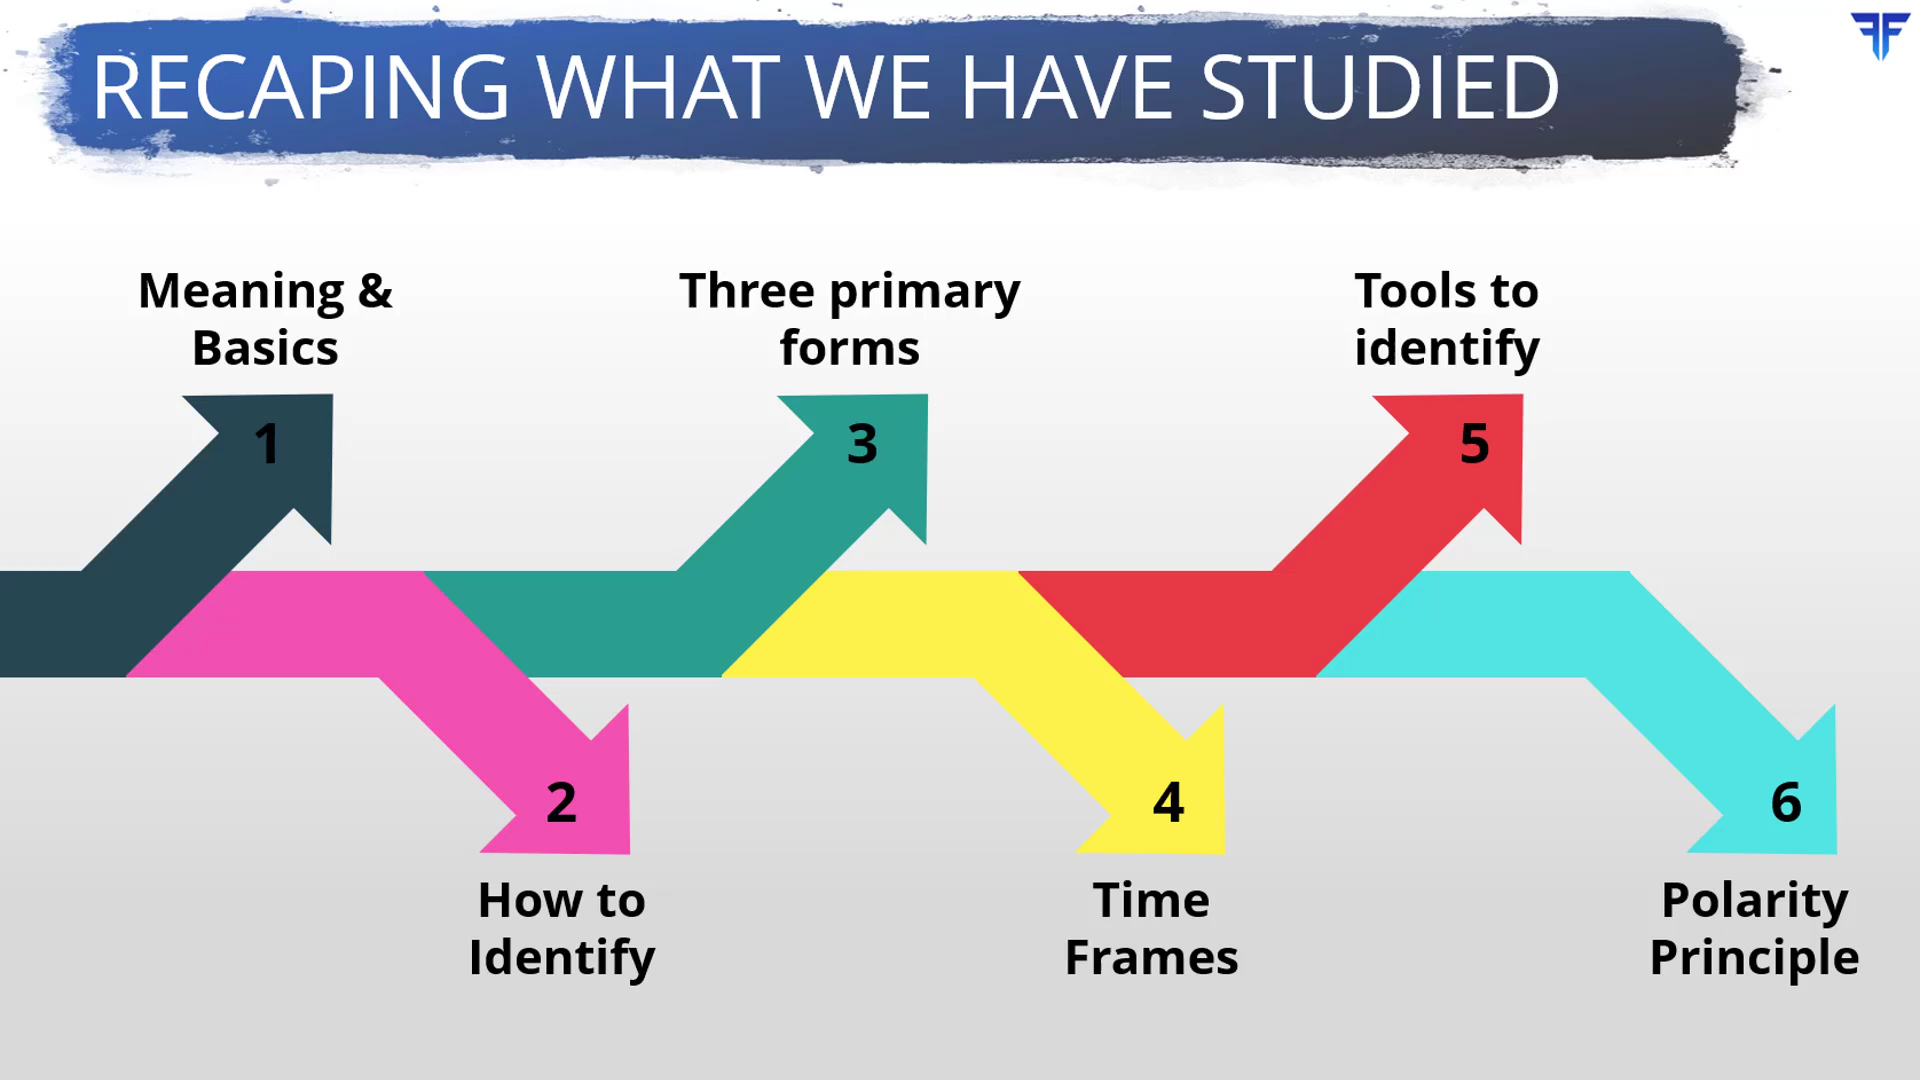 RECAPING WHAT WE HAVE STUDIED
Meaning &
Basics
1
How to
Identify
2
Three primary
forms
3
Time
Frames
4
Tools to
identify
5
Polarity
Principle
6